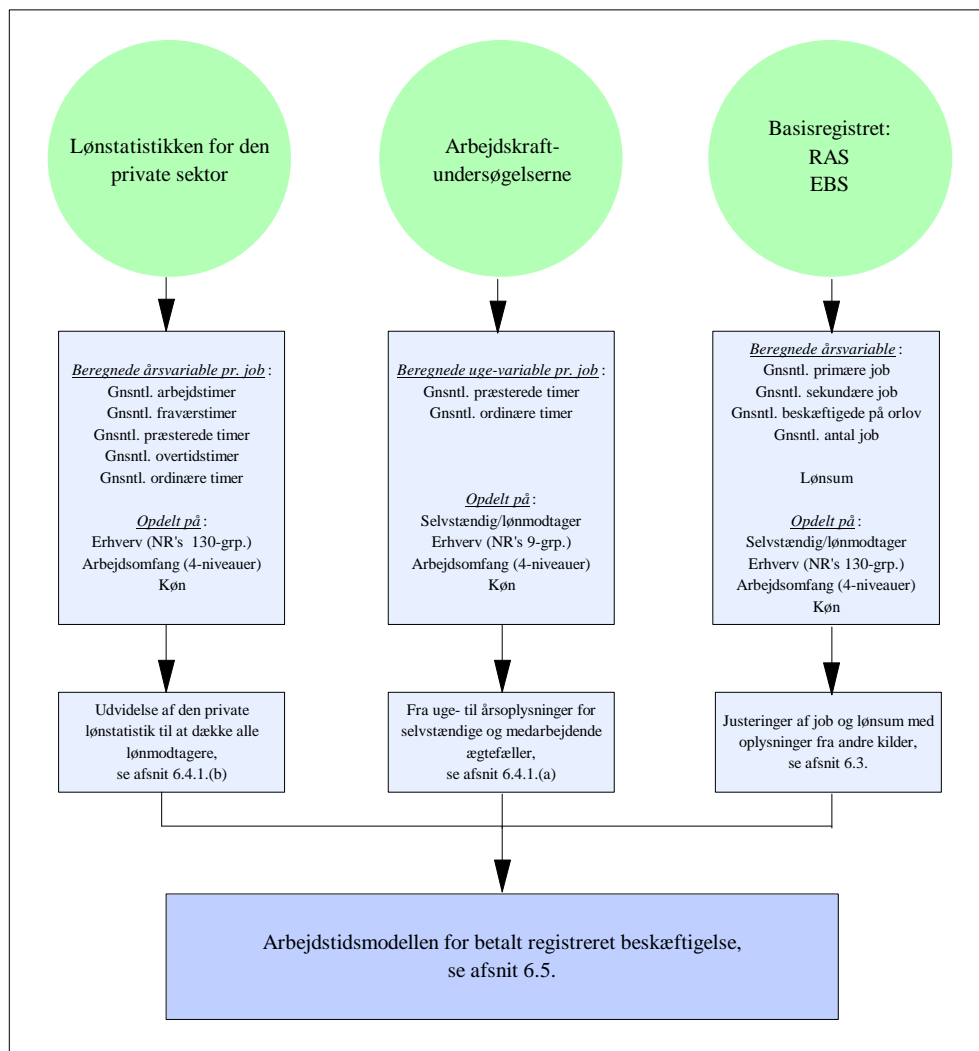 Lønstatistikken for den
private sektor
Arbejdskraft-
undersøgelserne
Basisregistret:
RAS
EBS
Beregnede årsvariable pr. job :
Gnsntl. arbejdstimer
Gnsntl. fraværstimer
Gnsntl. præsterede timer
Gnsntl. overtidstimer
Gnsntl. ordinære timer
Opdelt på :
Erhverv (NR's 130-grp.)
Arbejdsomfang (4-niveauer)
Køn
Beregnede uge-variable pr. job :
Gnsntl. præsterede timer
Gnsntl. ordinære timer
Opdelt på :
Selvstændig/lønmodtager
Erhverv (NR's 9-grp.)
Arbejdsomfang (4-niveauer)
Køn
Beregnede årsvariable :
Gnsntl. primære job
Gnsntl. sekundære job
Gnsntl. beskæftigede på orlov
Gnsntl. antal job
Lønsum
Opdelt på :
Selvstændig/lønmodtager
Erhverv (NR's 130-grp.)
Arbejdsomfang (4-niveauer)
Køn
Udvidelse af den private
lønstatistik til at dække alle
lønmodtagere,
se afsnit 6.4.1.(b)
Fra uge- til årsoplysninger for
selvstændige og medarbejdende
ægtefæller,
se afsnit 6.4.1.(a)
Justeringer af job og lønsum med
oplysninger fra andre kilder,
se afsnit 6.3.
Arbejdstidsmodellen for betalt registreret beskæftigelse,
se afsnit 6.5.